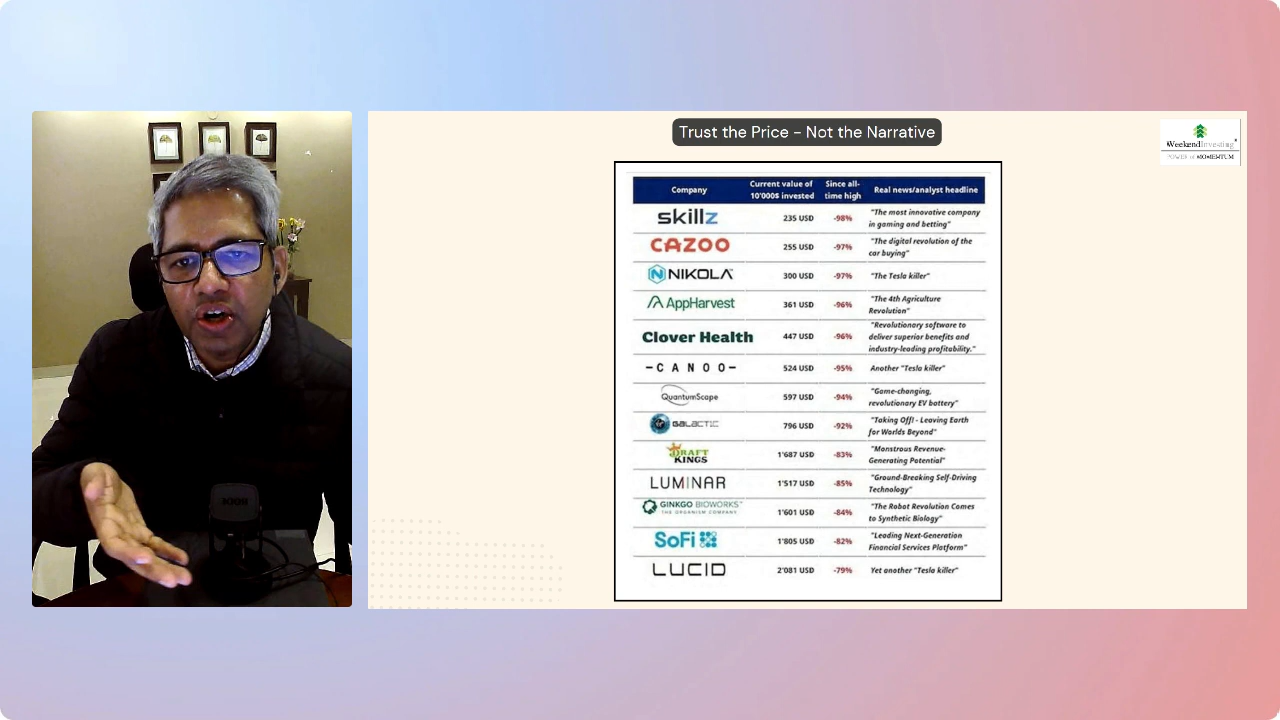 Trust the Price – Not the Narrative
WeekendInvesting
POWER of MOMENTUM
Company
Current value of
10'000$ invested
Since all-
time high
Real news/analyst headline
skillz
235 USD
-98%
"The most innovative company
in gaming and betting"
CAZOO
255 USD
-97%
"The digital revolution of the
car buying"
NIKOLA
300 USD
-97%
"The Tesla killer"
AppHarvest
361 USD
-96%
"The 4th Agriculture
Revolution"
Clover Health
447 USD
-96%
"Revolutionary software to
deliver superior benefits and
industry-leading profitability."
CANOO
524 USD
-95%
Another "Tesla killer"
QuantumScape
597 USD
-94%
"Game-changing,
revolutionary EV battery"
GALACTIC
796 USD
-92%
"Taking Off! - Leaving Earth
for Worlds Beyond"
DRAFT
KINGS
1'687 USD
-83%
"Monstrous Revenue-
Generating Potential"
LUMINAR
1'517 USD
-85%
"Ground-Breaking Self-Driving
Technology"
GINKGO BIOWORKS™
THE ORGANISM COMPANY
1'601 USD
-84%
"The Robot Revolution Comes
to Synthetic Biology"
SoFi
1'805 USD
-82%
"Leading Next-Generation
Financial Services Platform"
LUCID
2'081 USD
-79%
Yet another "Tesla killer"